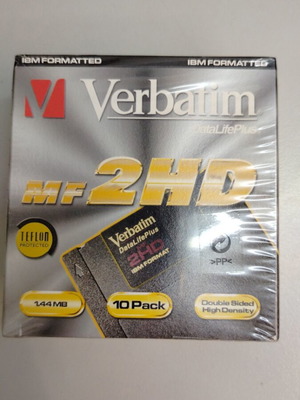 IBM FORMATTED
IBM FORMATTED
Verbatim
DataLifePlus
MF 2HD
TEFLON
PROTECTED
Verbatim
DataLifePlus
2HD
IBM FORMAT
>PP<
1.44 MB
10 Pack
Double Sided
High Density